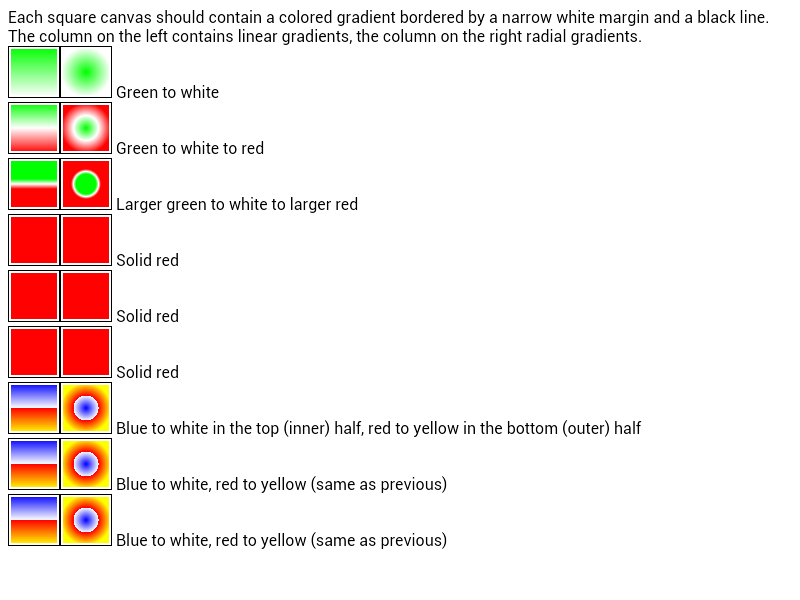 Each square canvas should contain a colored gradient bordered by a narrow white margin and a black line.
The column on the left contains linear gradients, the column on the right radial gradients.
Green to white
Green to white to red
Larger green to white to larger red
Solid red
Solid red
Solid red
Blue to white in the top (inner) half, red to yellow in the bottom (outer) half
Blue to white, red to yellow (same as previous)
Blue to white, red to yellow (same as previous)